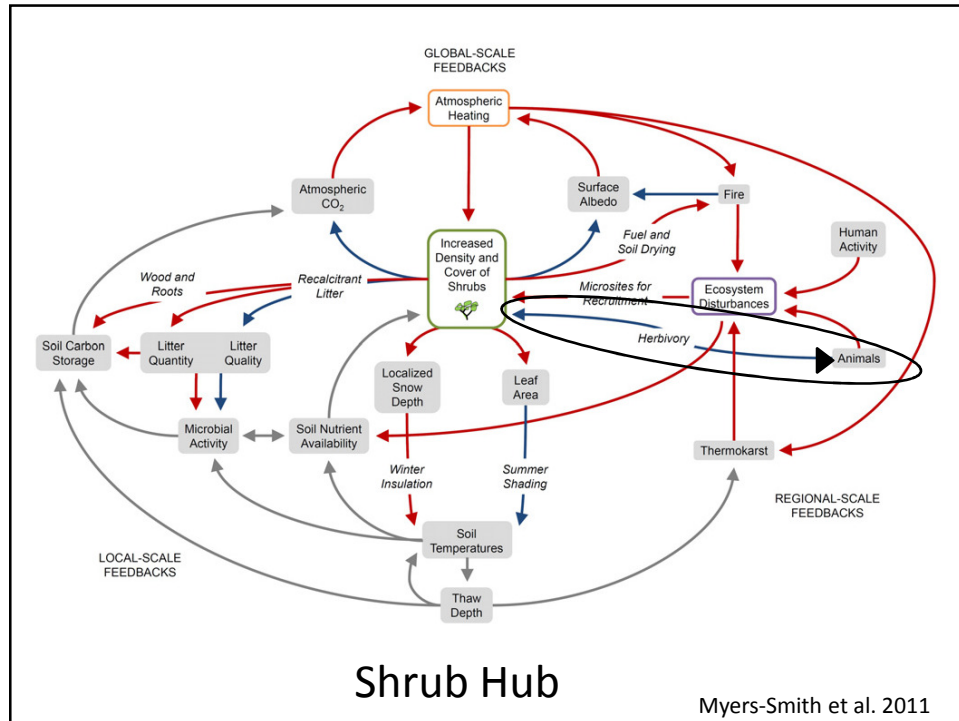 GLOBAL-SCALE
FEEDBACKS
Atmospheric
Heating
Atmospheric
CO₂
Surface
Albedo
Fire
Human
Activity
Increased
Density and
Cover of
Shrubs
Fuel and
Soil Drying
Wood and
Roots
Recalcitrant
Litter
Microsites for
Recruitment
Ecosystem
Disturbances
Herbivory
Animals
Soil Carbon
Storage
Litter
Quantity
Litter
Quality
Localized
Snow
Depth
Leaf
Area
Microbial
Activity
Soil Nutrient
Availability
Thermokarst
Winter
Insulation
Summer
Shading
REGIONAL-SCALE
FEEDBACKS
Soil
Temperatures
LOCAL-SCALE
FEEDBACKS
Thaw
Depth
Shrub Hub
Myers-Smith et al. 2011